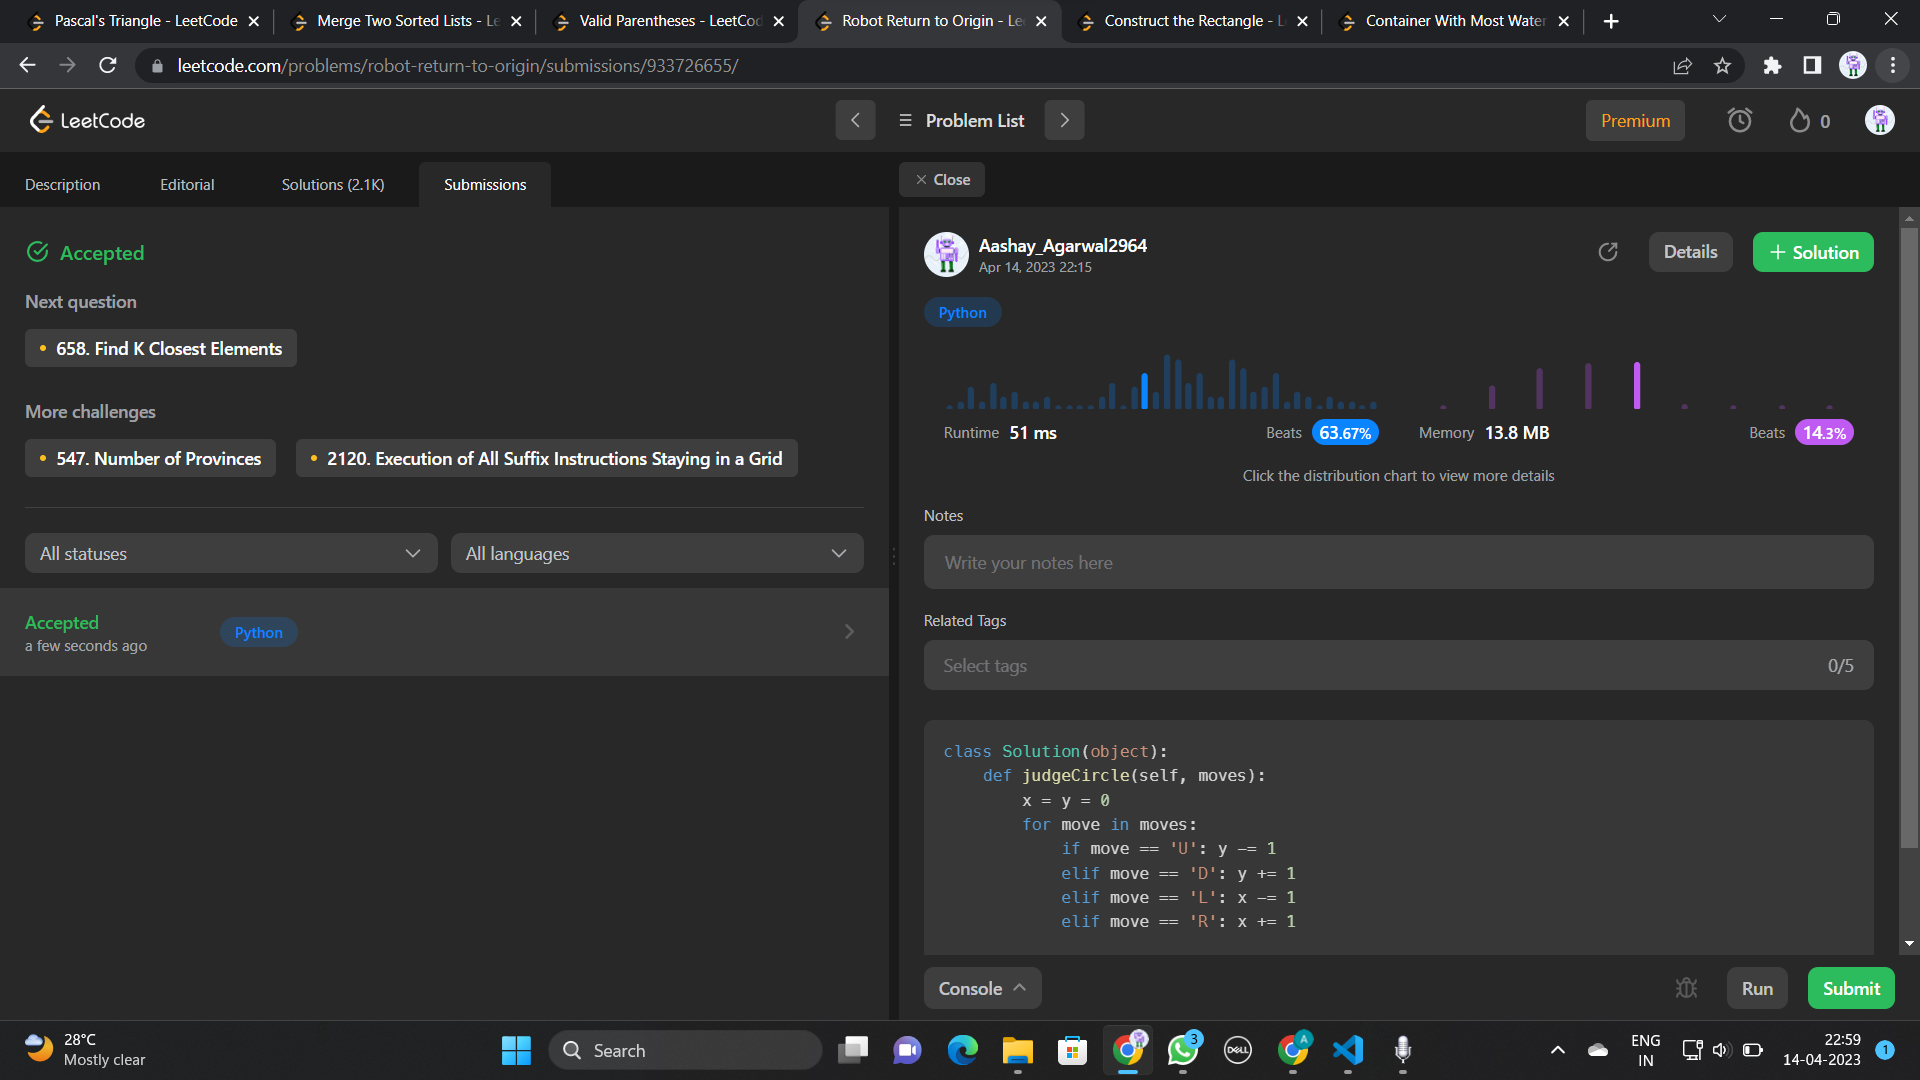 Pascal's Triangle - LeetCode
Merge Two Sorted Lists - Le
Valid Parentheses - LeetCod
Robot Return to Origin - Le
Construct the Rectangle - L
Container With Most Water
leetcode.com/problems/robot-return-to-origin/submissions/933726655/
LeetCode
Problem List
Premium
0
Description
Editorial
Solutions (2.1K)
Submissions
Close
Accepted
Next question
658. Find K Closest Elements
More challenges
547. Number of Provinces
2120. Execution of All Suffix Instructions Staying in a Grid
All statuses
All languages
Accepted
a few seconds ago
Python
Aashay_Agarwal2964
Apr 14, 2023 22:15
Details
+ Solution
Python
Runtime 51 ms
Beats 63.67%
Memory 13.8 MB
Beats 14.3%
Click the distribution chart to view more details
Notes
Write your notes here
Related Tags
Select tags
0/5
class Solution(object):
    def judgeCircle(self, moves):
        x = y = 0
        for move in moves:
            if move == 'U': y -= 1
            elif move == 'D': y += 1
            elif move == 'L': x -= 1
            elif move == 'R': x += 1
Console
Run
Submit
28°C
Mostly clear
Search
DELL
A
3
ENG
IN
22:59
14-04-2023
1